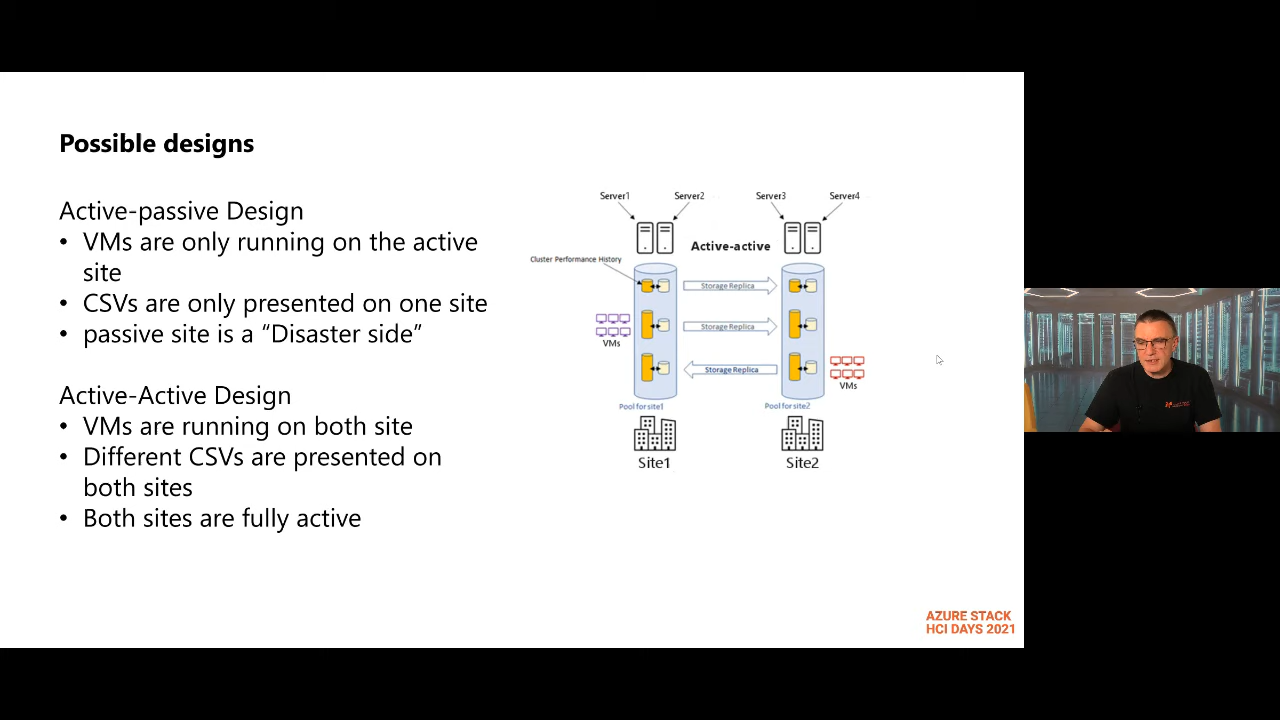 Possible designs
Active-passive Design
• VMs are only running on the active
site
• CSVs are only presented on one site
• passive site is a “Disaster side”
Active-Active Design
• VMs are running on both site
• Different CSVs are presented on
both sites
• Both sites are fully active
Server1
Server2
Server3
Server4
Active-active
Cluster Performance History
Storage Replica
VMs
Storage Replica
Storage Replica
VMs
Pool for site1
Pool for site2
Site1
Site2
AZURE STACK
HCI DAYS 2021